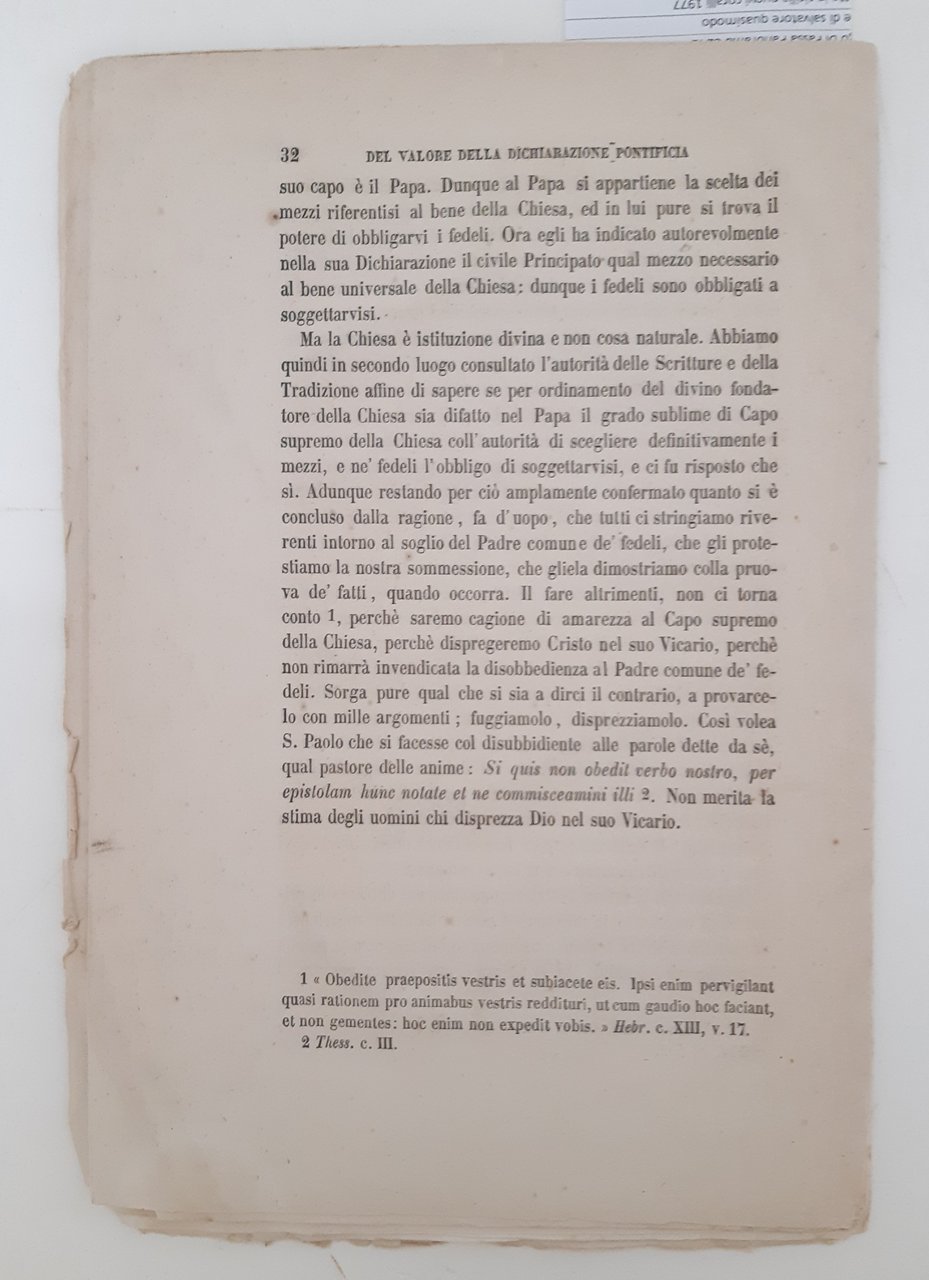 e di salvatore quasimodo
1977
32 DEL VALORE DELLA DICHIARAZIONE PONTIFICIA
suo capo è il Papa. Dunque al Papa si appartiene la scelta dei
mezzi riferentisi al bene della Chiesa, ed in lui pure si trova il
potere di obbligarvi i fedeli. Ora egli ha indicato autorevolmente
nella sua Dichiarazione il civile Principato qual mezzo necessario
al bene universale della Chiesa: dunque i fedeli sono obbligati a
soggettarvisi.
Ma la Chiesa è istituzione divina e non cosa naturale. Abbiamo
quindi in secondo luogo consultato l'autorità delle Scritture e della
Tradizione affine di sapere se per ordinamento del divino fonda-
tore della Chiesa sia difatto nel Papa il grado sublime di Capo
supremo della Chiesa coll'autorità di scegliere definitivamente i
mezzi, e ne' fedeli l'obbligo di soggettarvisi, e ci fu risposto che
sì. Adunque restando per ciò amplamente confermato quanto si è
concluso dalla ragione, fa d'uopo, che tutti ci stringiamo rive-
renti intorno al soglio del Padre comune de' fedeli, che gli prote-
stiamo la nostra sommessione, che gliela dimostriamo colla pruo-
va de' fatti, quando occorra. Il fare altrimenti, non ci torna
conto 1, perchè saremo cagione di amarezza al Capo supremo
della Chiesa, perchè dispregeremo Cristo nel suo Vicario, perchè
non rimarrà invendicata la disobbedienza al Padre comune de' fe-
deli. Sorga pure qual che si sia a dirci il contrario, a provarce-
lo con mille argomenti; fuggiamolo, disprezziamolo. Così volea
S. Paolo che si facesse col disubbidiente alle parole dette da sè,
qual pastore delle anime: Si quis non obedit verbo nostro, per
epistolam hunc notate et ne commisceamini illi 2. Non merita la
stima degli uomini chi disprezza Dio nel suo Vicario.
1 « Obedite praepositis vestris et subiacete eis. Ipsi enim pervigilant
quasi rationem pro animabus vestris reddituri, ut cum gaudio hoc faciant,
et non gementes: hoc enim non expedit vobis. » Hebr. c. XIII, v. 17.
2 Thess. c. III.